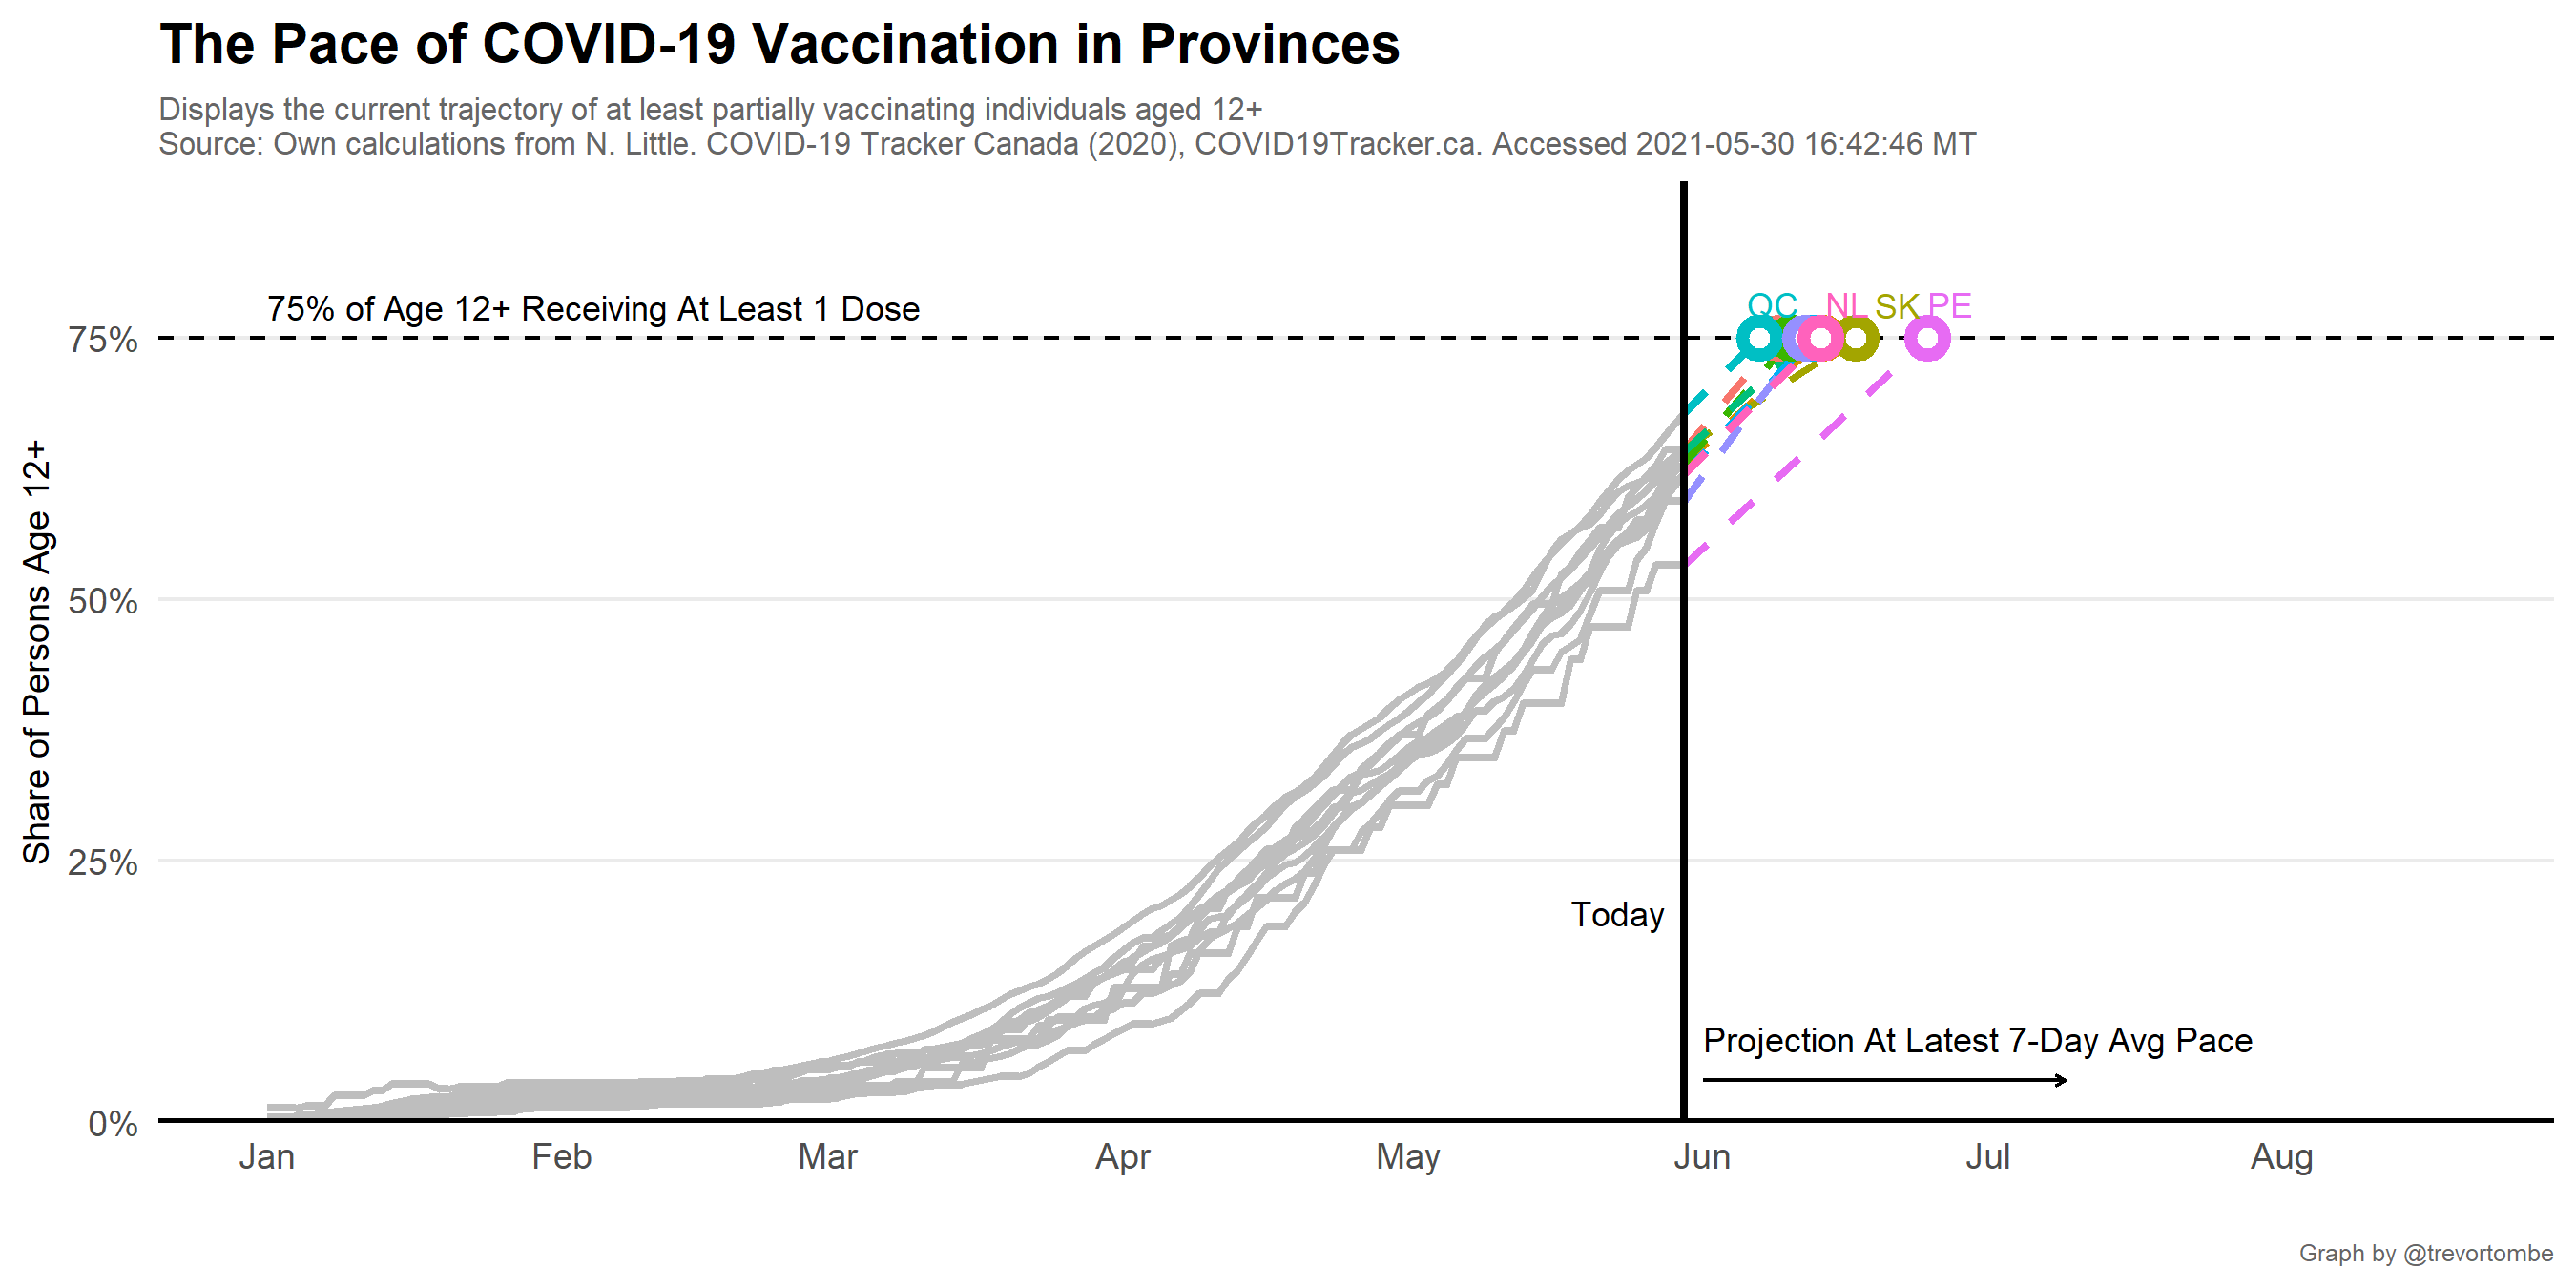 The Pace of COVID-19 Vaccination in Provinces
Displays the current trajectory of at least partially vaccinating individuals aged 12+
Source: Own calculations from N. Little. COVID-19 Tracker Canada (2020), COVID19Tracker.ca. Accessed 2021-05-30 16:42:46 MT
75% of Age 12+ Receiving At Least 1 Dose
QC NL SK PE
75%
50%
25%
0%
Share of Persons Age 12+
Today
Projection At Latest 7-Day Avg Pace
Jan Feb Mar Apr May Jun Jul Aug
Graph by @trevortombe